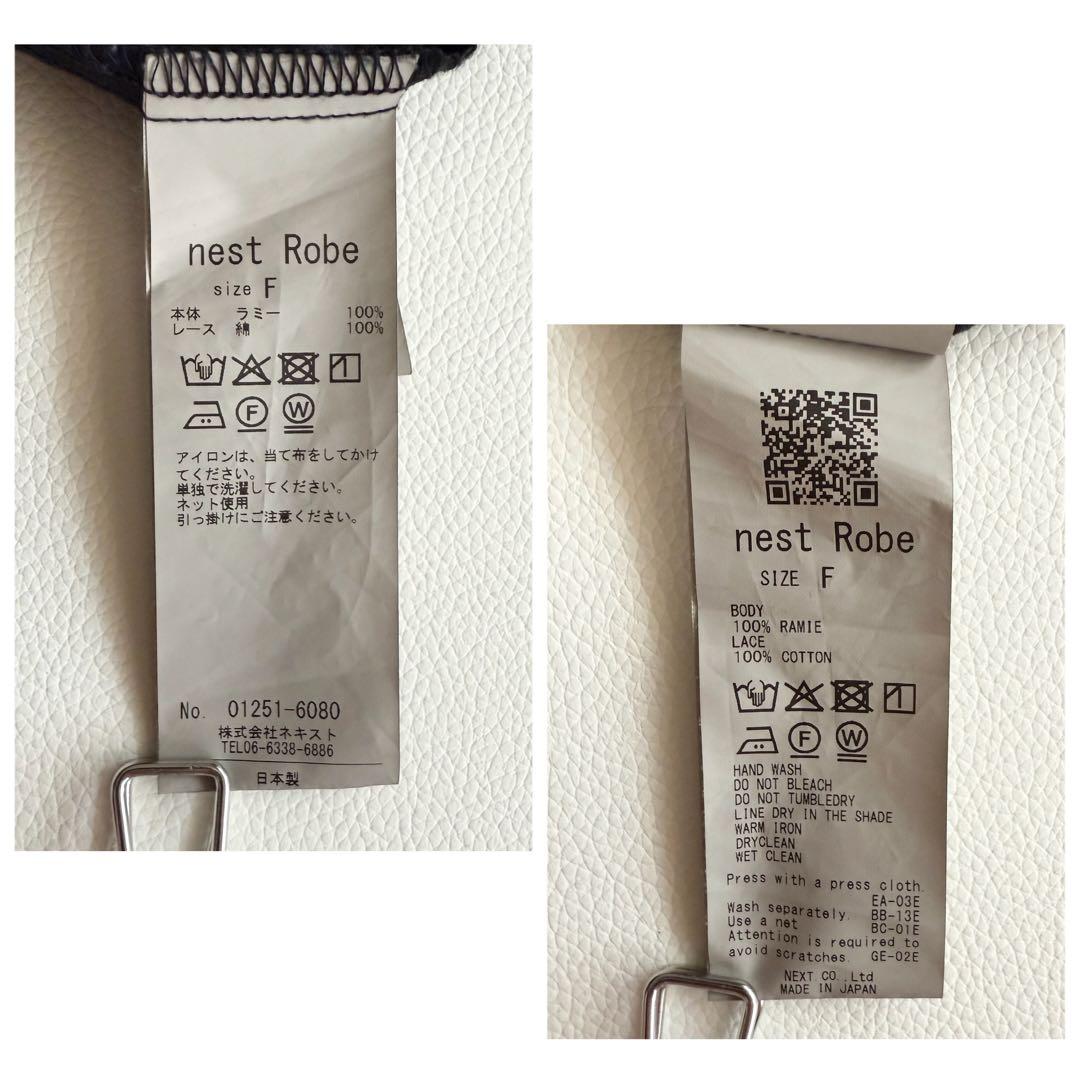 nest Robe
size F
本体 ラミー 100%
レース 綿 100%
F W
アイロンは、当て布をしてかけ
てください。
単独で洗濯してください。
ネット使用
引っ掛けにご注意ください。
No. 01251-6080
株式会社ネキスト
TEL06-6338-6886
日本製
nest Robe
SIZE F
BODY
100% RAMIE
LACE
100% COTTON
F W
HAND WASH
DO NOT BLEACH
DO NOT TUMBLEDRY
LINE DRY IN THE SHADE
WARM IRON
DRYCLEAN
WET CLEAN
Press with a press cloth.
EA-03E
Wash separately. BB-13E
Use a net BC-01E
Attention is required to
avoid scratches. GE-02E
NEXT.CO.,Ltd
MADE IN JAPAN